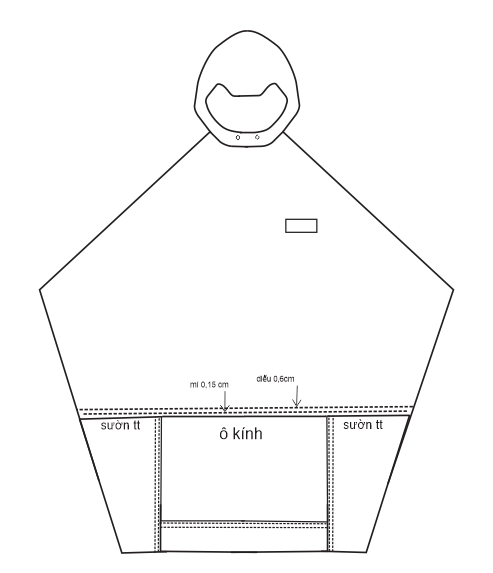 mí 0,15 cm
diễu 0,6cm
sườn tt
ô kính
sườn tt